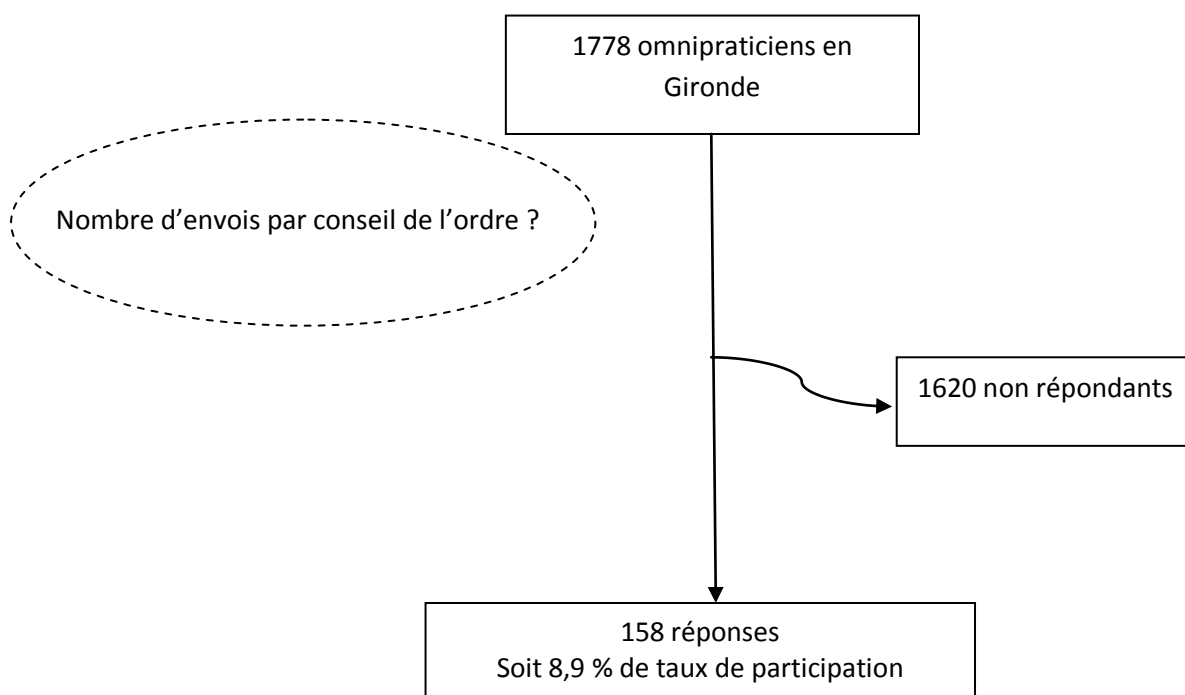 1778 omnipraticiens en
Gironde
Nombre d’envois par conseil de l’ordre ?
1620 non répondants
158 réponses
Soit 8,9 % de taux de participation